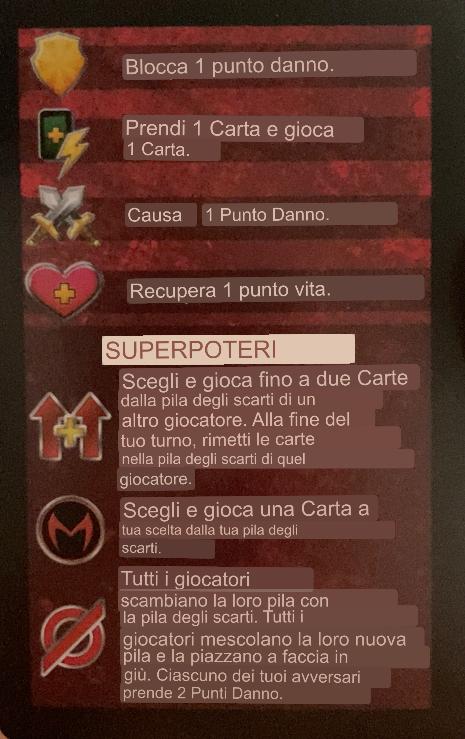 Blocca 1 punto danno.
Prendi 1 Carta e gioca
1 Carta.
Causa 1 Punto Danno.
Recupera 1 punto vita.
SUPERPOTERI
Scegli e gioca fino a due Carte
dalla pila degli scarti di un
altro giocatore. Alla fine del
tuo turno, rimetti le carte
nella pila degli scarti di quel
giocatore.
Scegli e gioca una Carta a
tua scelta dalla tua pila degli
scarti.
Tutti i giocatori
scambiano la loro pila con
la pila degli scarti. Tutti i
giocatori mescolano la loro nuova
pila e la piazzano a faccia in
giù. Ciascuno dei tuoi avversari
prende 2 Punti Danno.